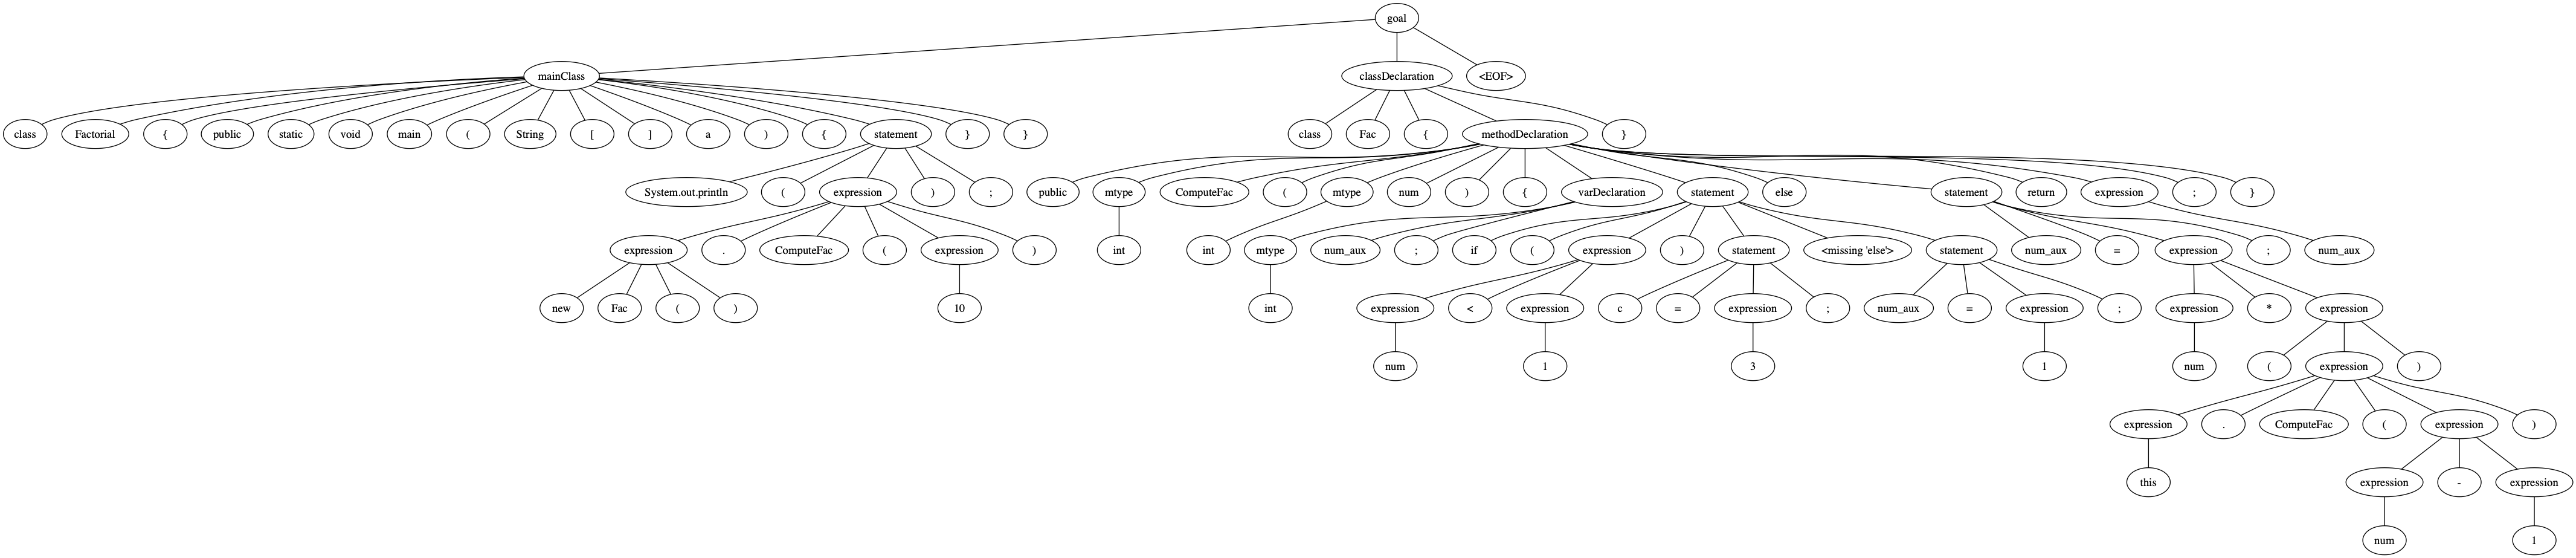 goal
mainClass classDeclaration <EOF>
class Factorial { public static void main ( String [ ] a ) { statement } } class Fac { methodDeclaration }
System.out.println ( expression ) ; public mtype ComputeFac ( mtype num ) { varDeclaration statement else statement return expression ; }
expression . ComputeFac ( expression ) int int mtype num_aux ; if ( expression ) statement <missing 'else'> statement num_aux = expression ; num_aux
new Fac ( ) 10 int expression < expression c = expression ; num_aux = expression ; expression * expression
num 1 3 1 num ( expression )
expression . ComputeFac ( expression )
this expression - expression
num 1